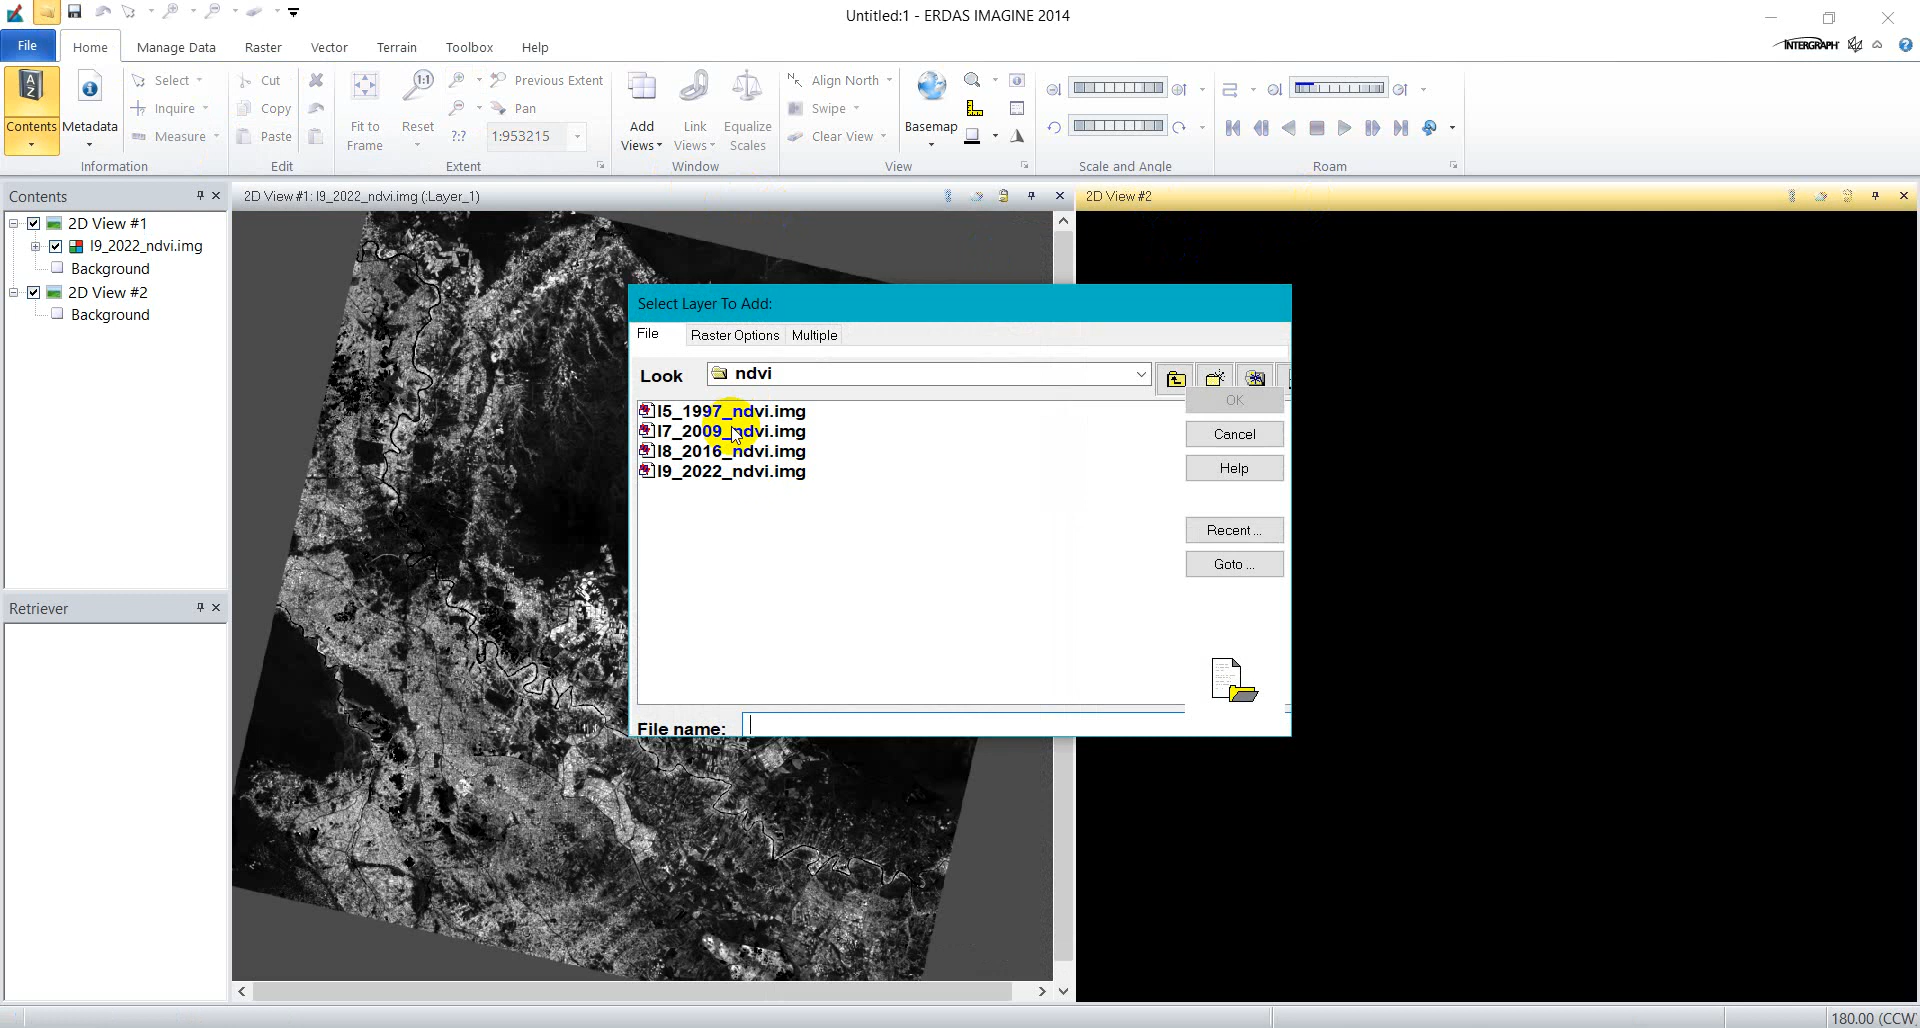 Untitled:1 - ERDAS IMAGINE 2014
File Home Manage Data Raster Vector Terrain Toolbox Help
INTERGRAPH
A
Z
Contents
Metadata
Select
Inquire
Measure
Information
Cut
Copy
Paste
Edit
Fit to
Frame
1:1
Reset
Previous Extent
Pan
?:?
1:953215
Extent
Add
Views
Link
Views
Equalize
Scales
Window
Align North
Swipe
Clear View
Basemap
View
Scale and Angle
Roam
Contents
2D View #1
l9_2022_ndvi.img
Background
2D View #2
Background
Retriever
2D View #1: l9_2022_ndvi.img (:Layer_1)
2D View #2
Select Layer To Add:
File Raster Options Multiple
Look ndvi
l5_1997_ndvi.img
l7_2009_ndvi.img
l8_2016_ndvi.img
l9_2022_ndvi.img
OK
Cancel
Help
Recent ...
Goto ...
File name:
180.00 (CCW